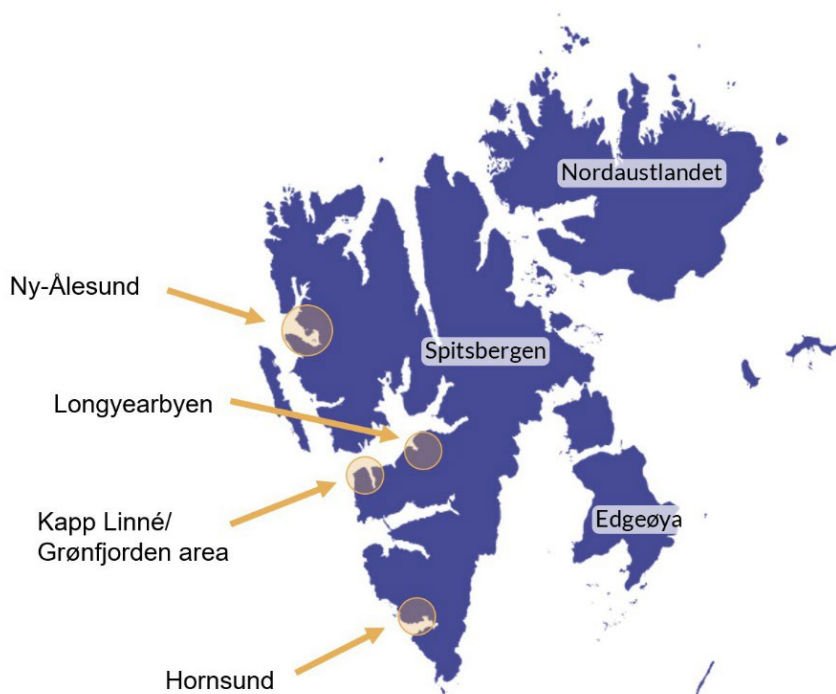 Nordaustlandet
Ny-Ålesund
Spitsbergen
Longyearbyen
Kapp Linné/
Grønfjorden area
Edgeøya
Hornsund